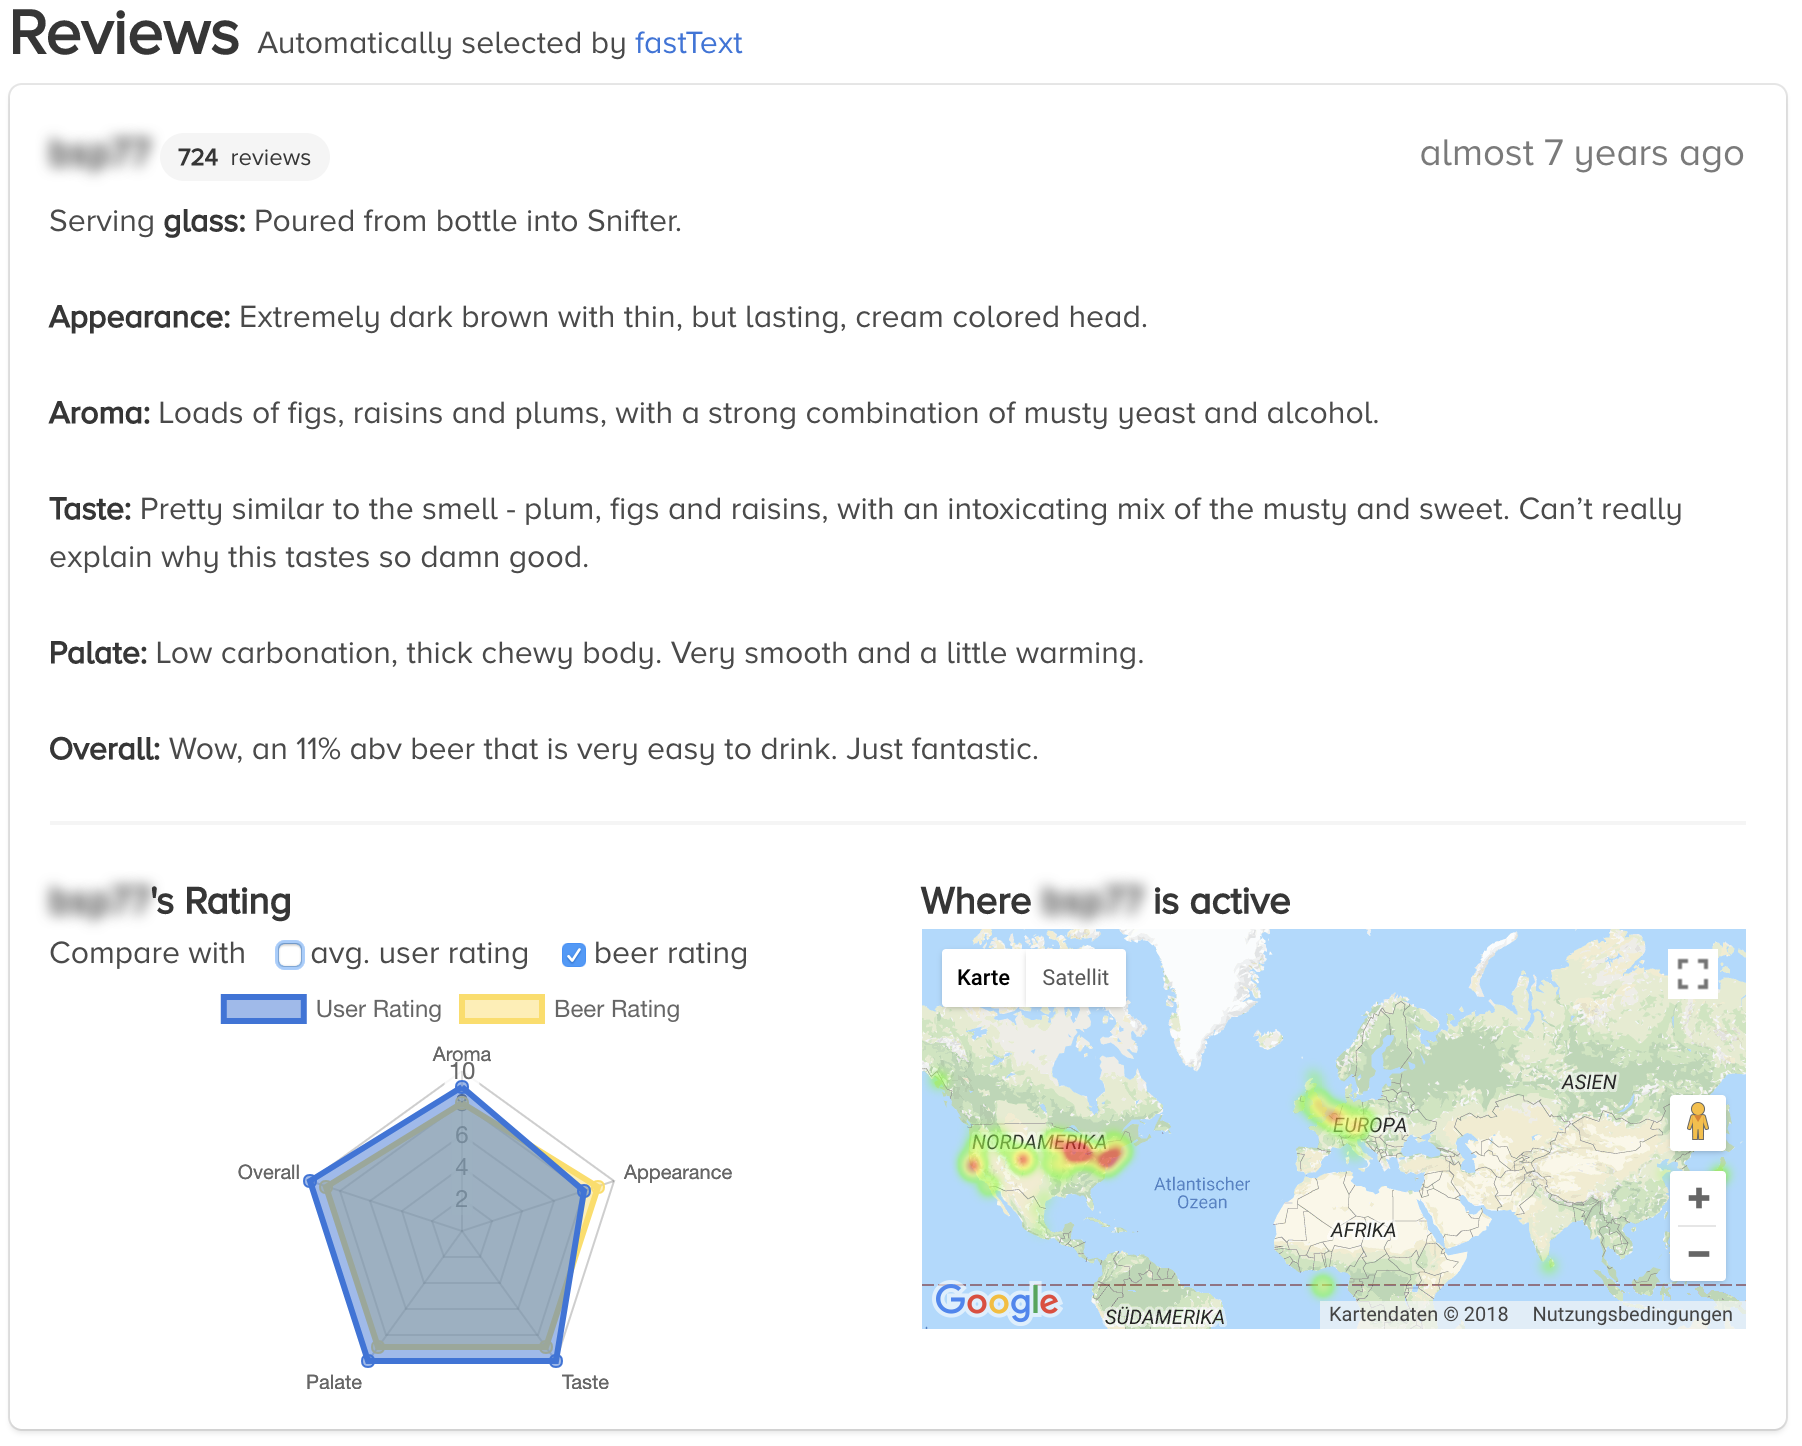 Reviews Automatically selected by fastText
724 reviews
almost 7 years ago
Serving glass: Poured from bottle into Snifter.
Appearance: Extremely dark brown with thin, but lasting, cream colored head.
Aroma: Loads of figs, raisins and plums, with a strong combination of musty yeast and alcohol.
Taste: Pretty similar to the smell - plum, figs and raisins, with an intoxicating mix of the musty and sweet. Can’t really
explain why this tastes so damn good.
Palate: Low carbonation, thick chewy body. Very smooth and a little warming.
Overall: Wow, an 11% abv beer that is very easy to drink. Just fantastic.
's Rating
Compare with avg. user rating beer rating
User Rating Beer Rating
Aroma
10
8
6
4
2
Overall
Appearance
Palate
Taste
Where is active
Karte Satellit
ASIEN
EUROPA
NORDAMERIKA
Atlantischer
Ozean
AFRIKA
SÜDAMERIKA
Google
Kartendaten © 2018 Nutzungsbedingungen